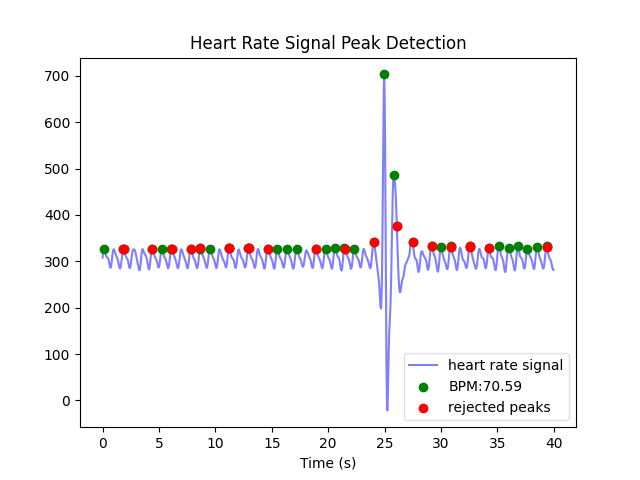 Heart Rate Signal Peak Detection
700
600
500
400
300
200
100
0
heart rate signal
BPM:70.59
rejected peaks
0 5 10 15 20 25 30 35 40
Time (s)